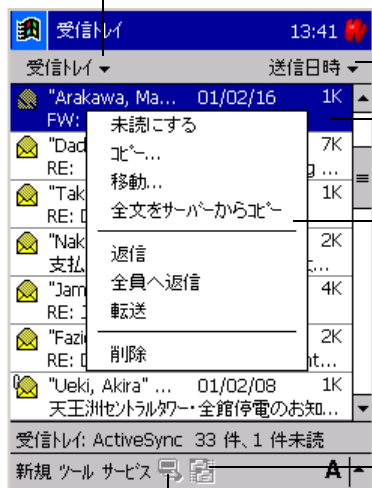 受信トレイ 13:41
受信トレイ 送信日時
"Arakawa, Ma... 01/02/16 1K
FW:
未読にする
コピー...
移動...
全文をサーバーからコピー
返信
全員へ返信
転送
削除
"Dad 7K
RE: g ...
"Tak 1K
RE: D
"Nak 2K
支払 ...
"Jam 4K
RE:
"Fazi 2K
RE: D nt...
"Ueki, Akira" ... 01/02/08 1K
天王洲セントラルタワー・全館停電のお知...
受信トレイ: ActiveSync 33 件、1 件未読
新規 ツール サービス A